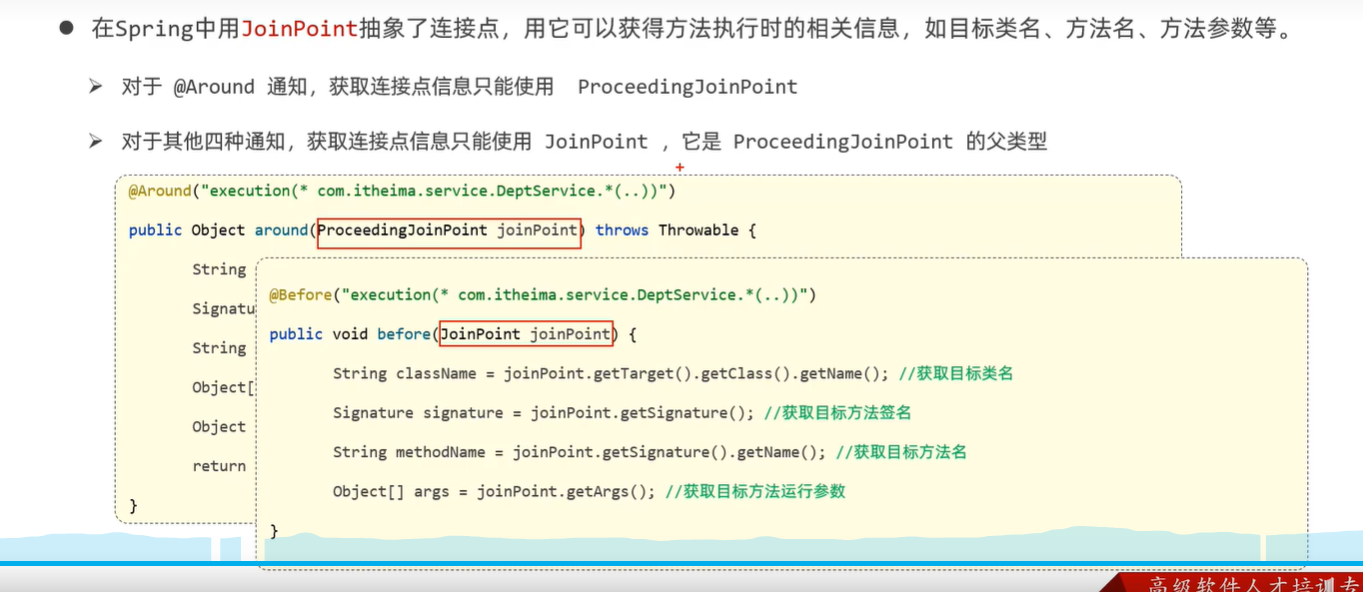 ● 在Spring中用JoinPoint抽象了连接点，用它可以获得方法执行时的相关信息，如目标类名、方法名、方法参数等。
➢ 对于 @Around 通知，获取连接点信息只能使用 ProceedingJoinPoint
➢ 对于其他四种通知，获取连接点信息只能使用 JoinPoint ，它是 ProceedingJoinPoint 的父类型
@Around("execution(* com.itheima.service.DeptService.*(..))")
public Object around(ProceedingJoinPoint joinPoint) throws Throwable {
String
Signatu
String
Object[
Object
return
}
@Before("execution(* com.itheima.service.DeptService.*(..))")
public void before(JoinPoint joinPoint) {
String className = joinPoint.getTarget().getClass().getName(); //获取目标类名
Signature signature = joinPoint.getSignature(); //获取目标方法签名
String methodName = joinPoint.getSignature().getName(); //获取目标方法名
Object[] args = joinPoint.getArgs(); //获取目标方法运行参数
}
高级软件人才培训专